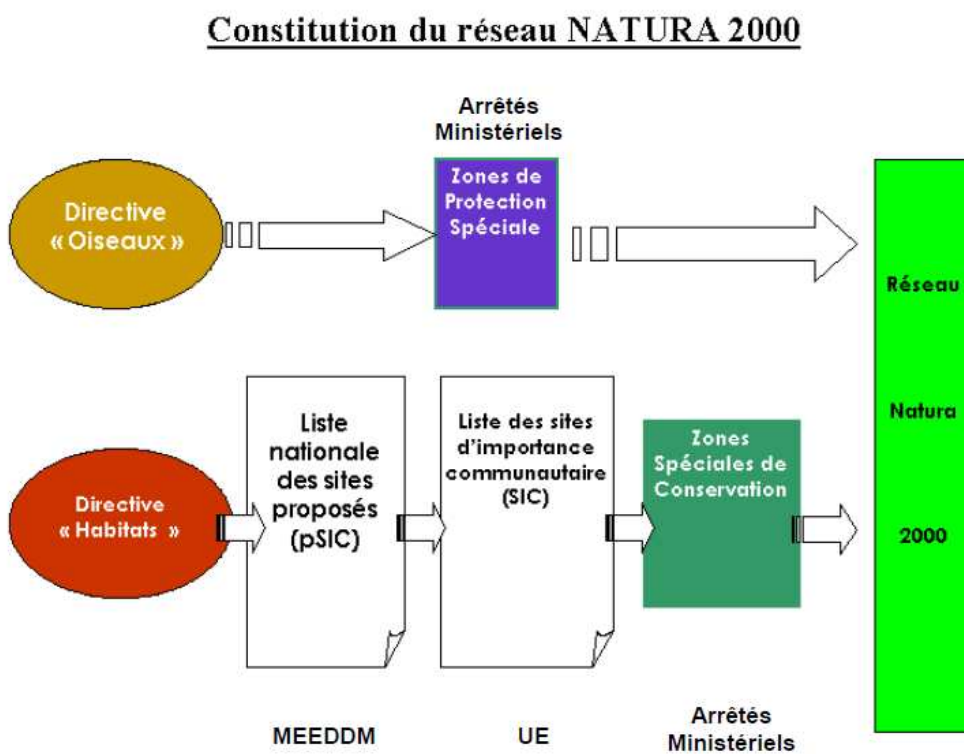 Constitution du réseau NATURA 2000
Arrêtés
Ministériels
Directive
« Oiseaux »
Zones de
Protection
Spéciale
Directive
« Habitats »
Liste
nationale
des sites
proposés
(pSIC)
Liste des sites
d'importance
communautaire
(SIC)
Zones
Spéciales de
Conservation
Réseau
Natura
2000
MEEDDM
UE
Arrêtés
Ministériels